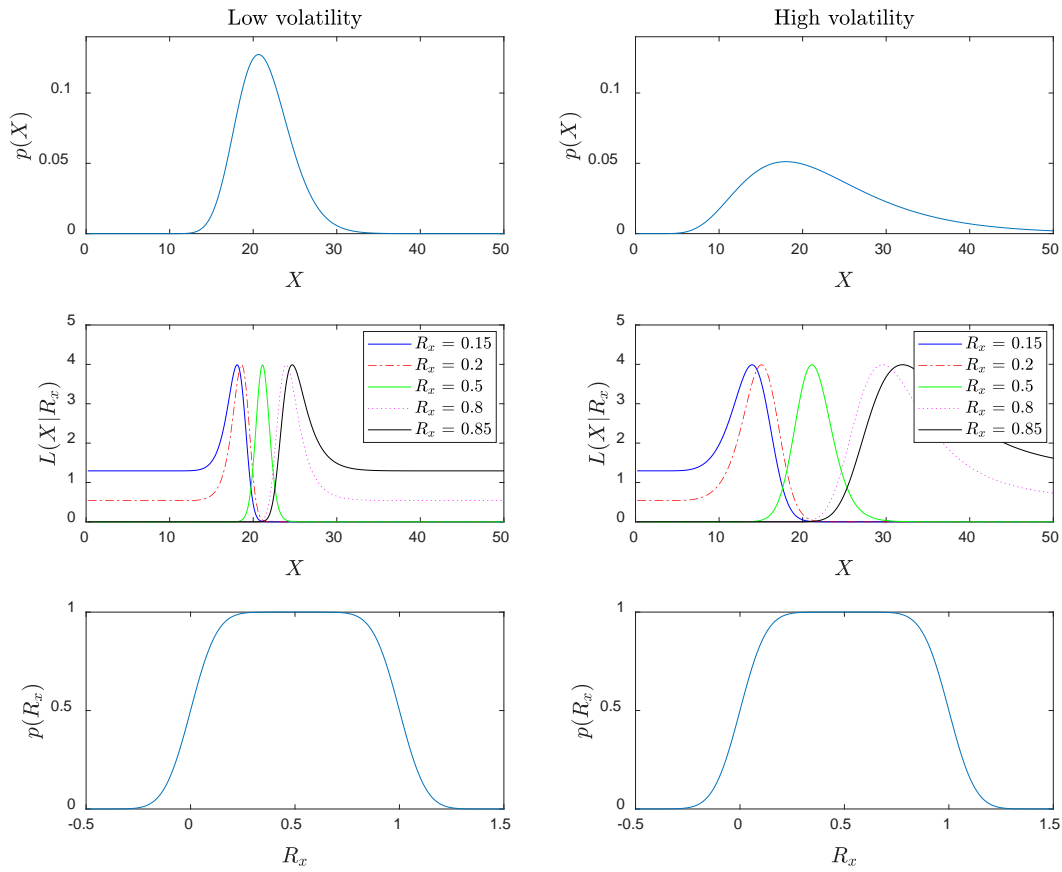 Low volatility
High volatility
p(X)
0.1
0.05
0
0 10 20 30 40 50
X
p(X)
0.1
0.05
0
0 10 20 30 40 50
X
L(X|R_x)
5
4
3
2
1
0
0 10 20 30 40 50
X
R_x = 0.15
R_x = 0.2
R_x = 0.5
R_x = 0.8
R_x = 0.85
L(X|R_x)
5
4
3
2
1
0
0 10 20 30 40 50
X
R_x = 0.15
R_x = 0.2
R_x = 0.5
R_x = 0.8
R_x = 0.85
p(R_x)
1
0.5
0
-0.5 0 0.5 1 1.5
R_x
p(R_x)
1
0.5
0
-0.5 0 0.5 1 1.5
R_x